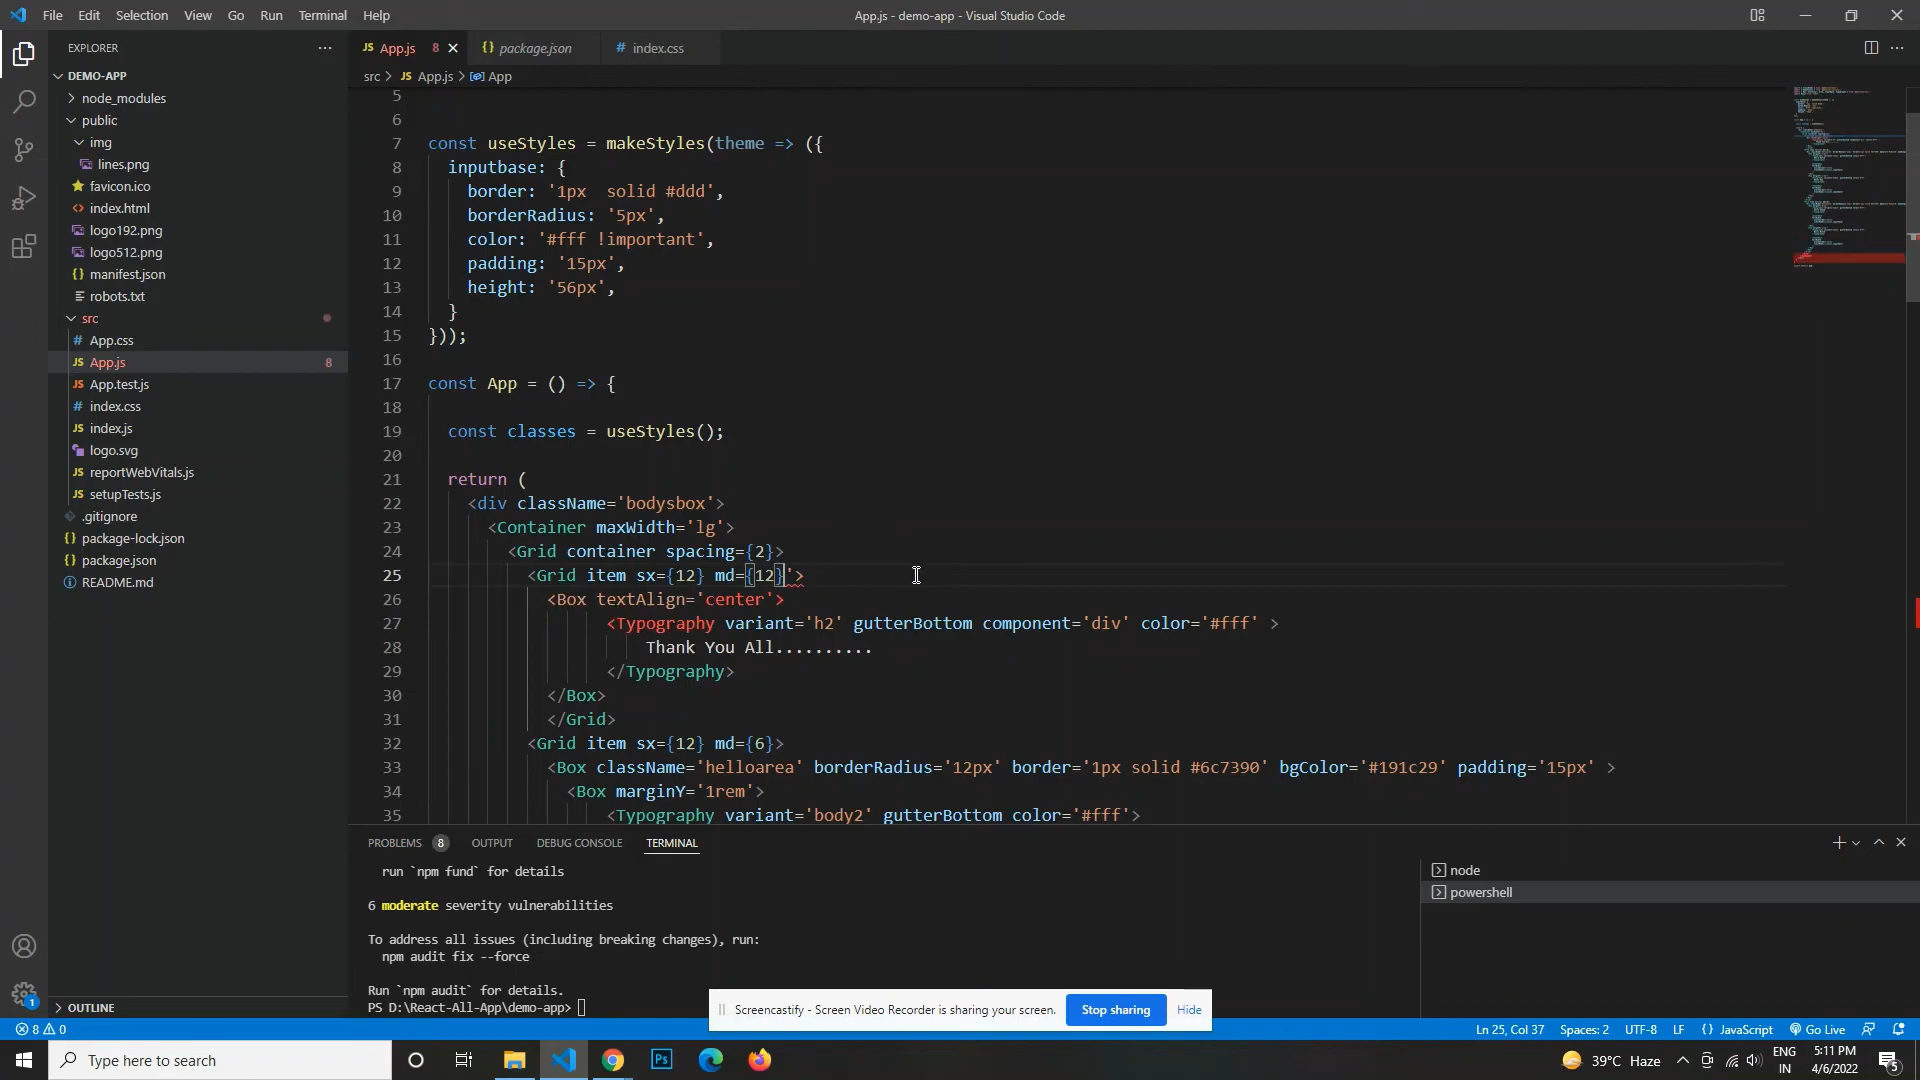 File Edit Selection View Go Run Terminal Help
App.js - demo-app - Visual Studio Code
EXPLORER
App.js 8
package.json
index.css
DEMO-APP
src > App.js > App
node_modules
public
img
lines.png
favicon.ico
index.html
logo192.png
logo512.png
manifest.json
robots.txt
src
App.css
App.js 8
App.test.js
index.css
index.js
logo.svg
reportWebVitals.js
setupTests.js
.gitignore
package-lock.json
package.json
README.md
OUTLINE
5
6
7 const useStyles = makeStyles(theme => ({
8 inputbase: {
9 border: '1px  solid #ddd',
10 borderRadius: '5px',
11 color: '#fff !important',
12 padding: '15px',
13 height: '56px',
14 }
15 }));
16
17 const App = () => {
18
19 const classes = useStyles();
20
21 return (
22 <div className='bodysbox'>
23 <Container maxWidth='lg'>
24 <Grid container spacing={2}>
25 <Grid item sx={12} md={12}'>
26 <Box textAlign='center'>
27 <Typography variant='h2' gutterBottom component='div' color='#fff' >
28 Thank You All..........
29 </Typography>
30 </Box>
31 </Grid>
32 <Grid item sx={12} md={6}>
33 <Box className='helloarea' borderRadius='12px' border='1px solid #6c7390' bgColor='#191c29' padding='15px' >
34 <Box marginY='1rem'>
35 <Typography variant='body2' gutterBottom color='#fff'>
PROBLEMS 8 OUTPUT DEBUG CONSOLE TERMINAL
run `npm fund` for details
6 moderate severity vulnerabilities
To address all issues (including breaking changes), run:
npm audit fix --force
Run `npm audit` for details.
PS D:\React-All-App\demo-app>
node
powershell
Screencastify - Screen Video Recorder is sharing your screen. Stop sharing Hide
1
8 0
Ln 25, Col 37 Spaces: 2 UTF-8 LF { } JavaScript Go Live
Type here to search
Ps
39°C Haze
ENG
IN
5:11 PM
4/6/2022
5